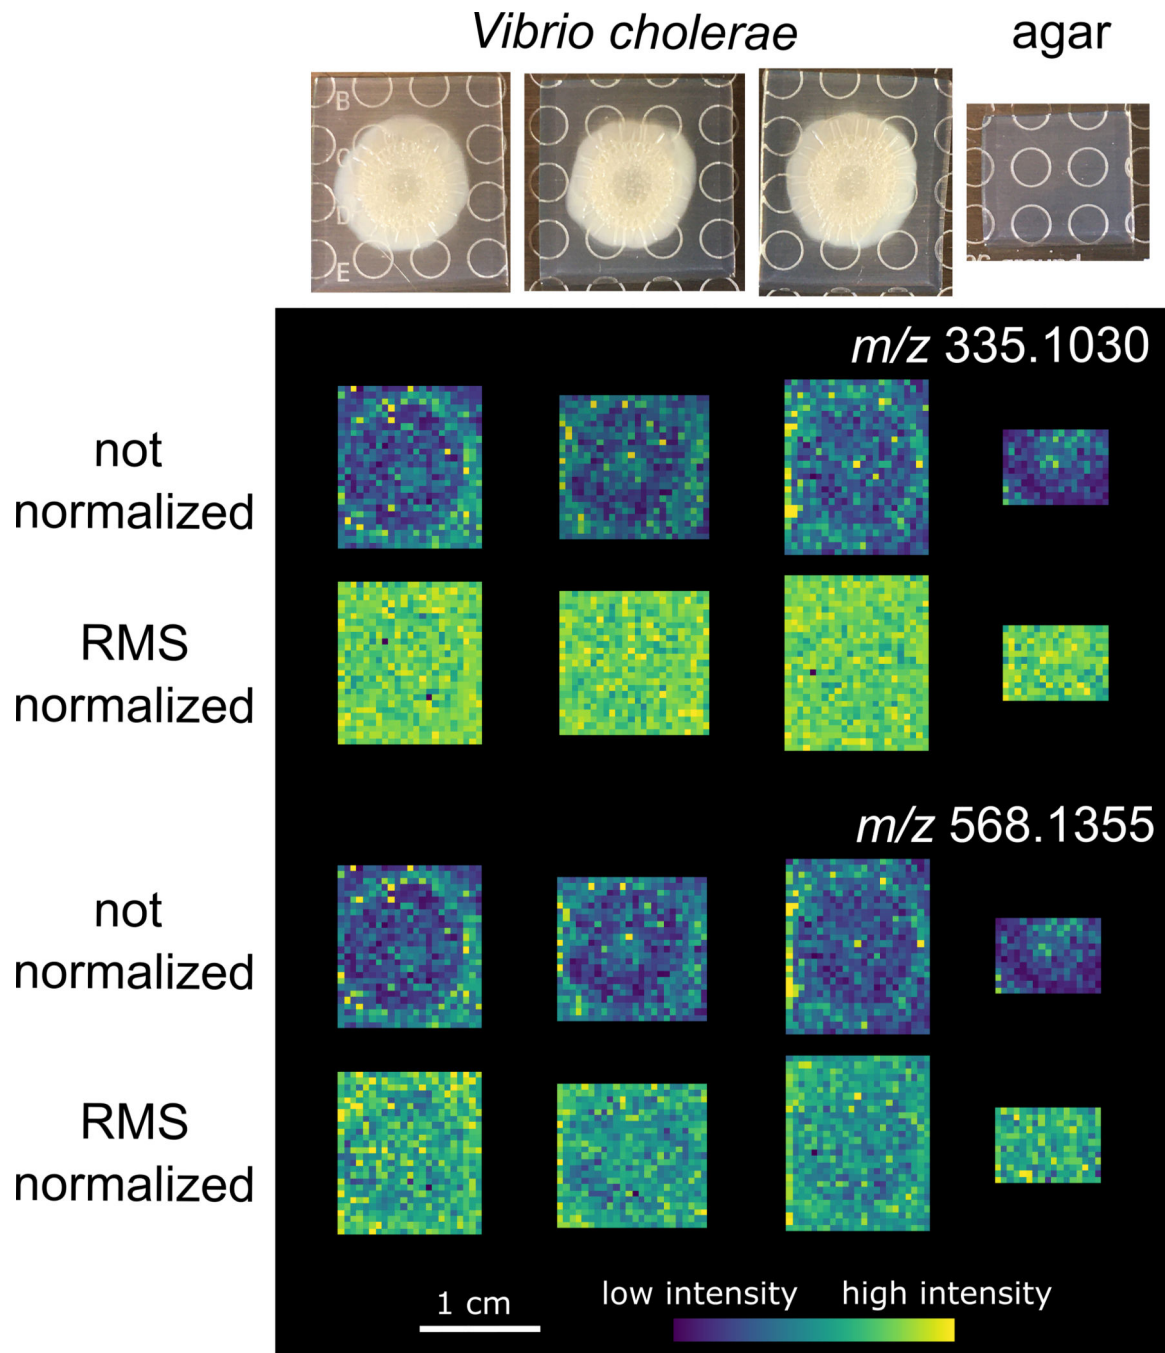 Vibrio cholerae
agar
B
C
D
E
m/z 335.1030
not
normalized
RMS
normalized
m/z 568.1355
not
normalized
RMS
normalized
1 cm
low intensity
high intensity